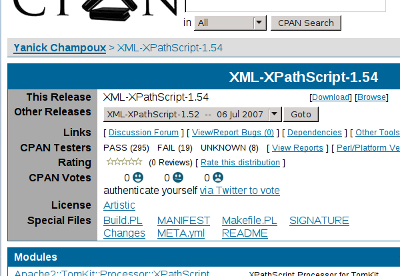 CPAN
in All CPAN Search
Yanick Champoux > XML-XPathScript-1.54
XML-XPathScript-1.54
This Release XML-XPathScript-1.54 [Download] [Browse]
Other Releases XML-XPathScript-1.52 -- 06 Jul 2007 Goto
Links [ Discussion Forum ] [ View/Report Bugs (0) ] [ Dependencies ] [ Other Tools
CPAN Testers PASS (295) FAIL (19) UNKNOWN (8) [ View Reports ] [ Perl/Platform Ve
Rating (0 Reviews) [ Rate this distribution ]
CPAN Votes 0 0 0
authenticate yourself via Twitter to vote
License Artistic
Special Files Build.PL MANIFEST Makefile.PL SIGNATURE
Changes META.yml README
Modules
Apache2::TomKit::Processor::XPathScript XPathScript Processor for TomKit